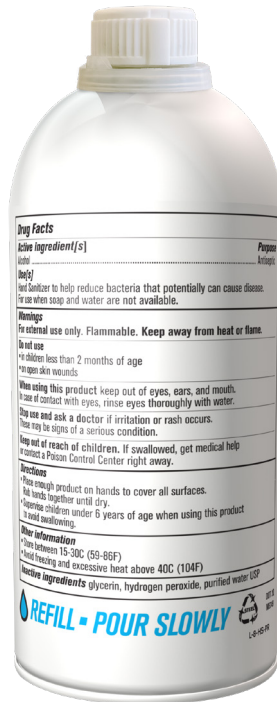 Drug Facts
Active Ingredient[s] Purpose
Alcohol Antiseptic
Use[s]
Hand Sanitizer to help reduce bacteria that potentially can cause disease.
For use when soap and water are not available.
Warnings
For external use only. Flammable. Keep away from heat or flame.
Do not use
• in children less than 2 months of age
• on open skin wounds
When using this product keep out of eyes, ears, and mouth.
In case of contact with eyes, rinse eyes thoroughly with water.
Stop use and ask a doctor if irritation or rash occurs.
These may be signs of a serious condition.
Keep out of reach of children. If swallowed, get medical help
or contact a Poison Control Center right away.
Directions
• Place enough product on hands to cover all surfaces.
Rub hands together until dry.
• Supervise children under 6 years of age when using this product
to avoid swallowing.
Other information
• Store between 15-30C (59-86F)
• Avoid freezing and excessive heat above 40C (104F)
Inactive ingredients glycerin, hydrogen peroxide, purified water USP
REFILL - POUR SLOWLY
L-B-HS-PR